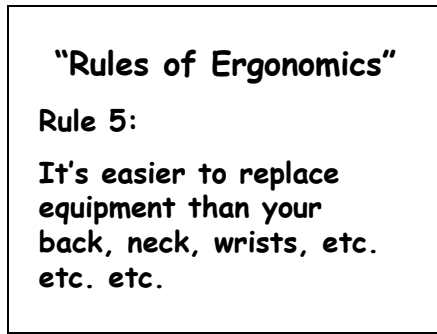 “Rules of Ergonomics”
Rule 5:
It’s easier to replace
equipment than your
back, neck, wrists, etc.
etc. etc.